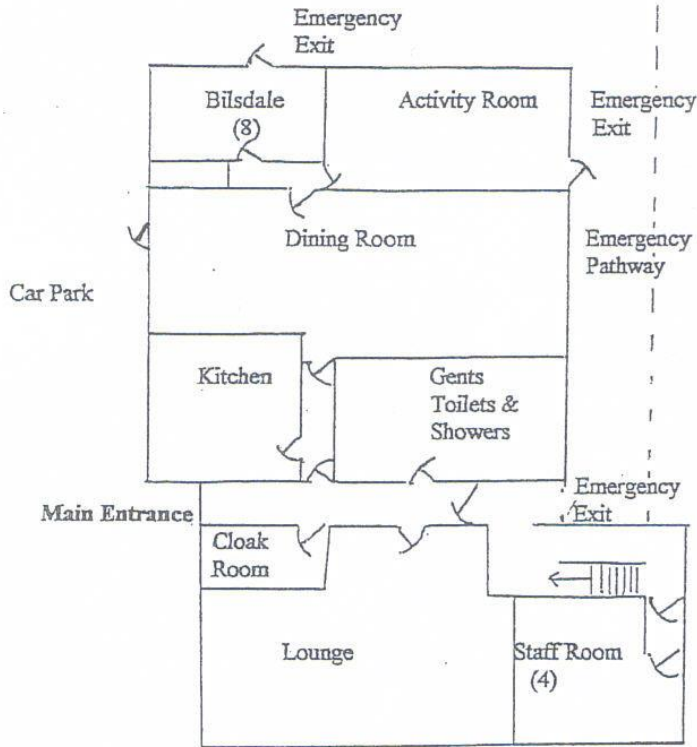 Emergency
Exit
Bilsdale
(8)
Activity Room
Emergency
Exit
Dining Room
Emergency
Pathway
Car Park
Kitchen
Gents
Toilets &
Showers
Main Entrance
Emergency
Exit
Cloak
Room
Lounge
Staff Room
(4)